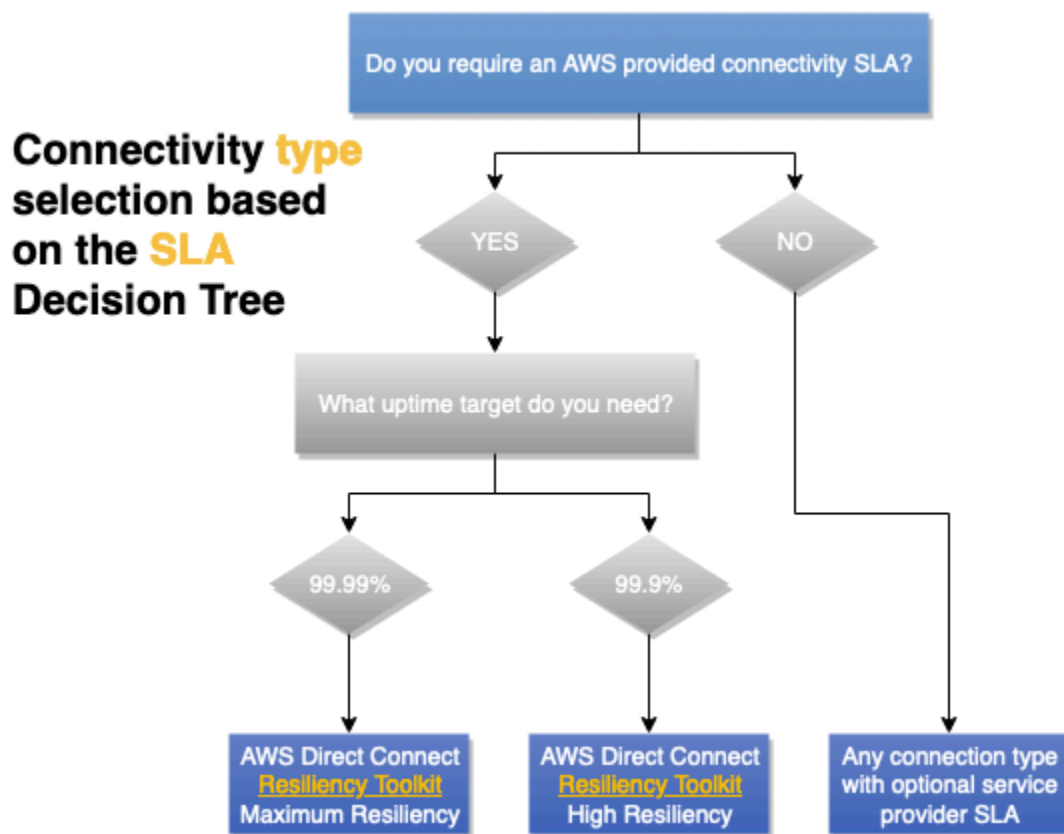 Do you require an AWS provided connectivity SLA?
Connectivity type
selection based
on the SLA
Decision Tree
YES
NO
What uptime target do you need?
99.99%
99.9%
AWS Direct Connect
Resiliency Toolkit
Maximum Resiliency
AWS Direct Connect
Resiliency Toolkit
High Resiliency
Any connection type
with optional service
provider SLA